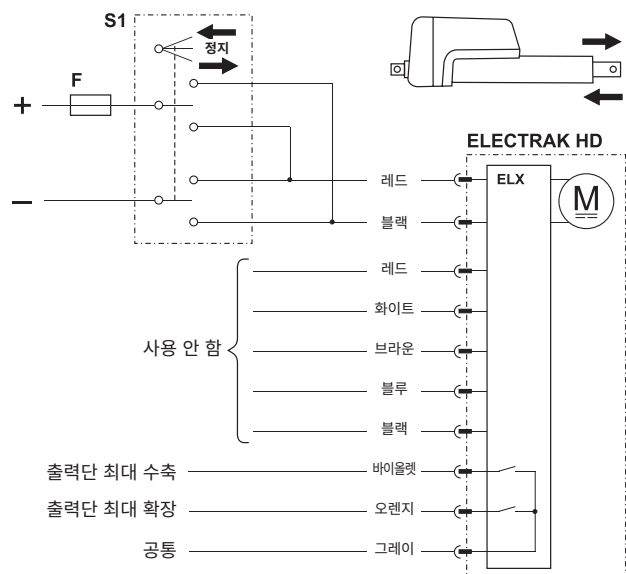 S1
정지
F
+
−
ELECTRAK HD
레드
ELX
M
블랙
레드
화이트
사용 안 함
브라운
블루
블랙
출력단 최대 수축
바이올렛
출력단 최대 확장
오렌지
공통
그레이